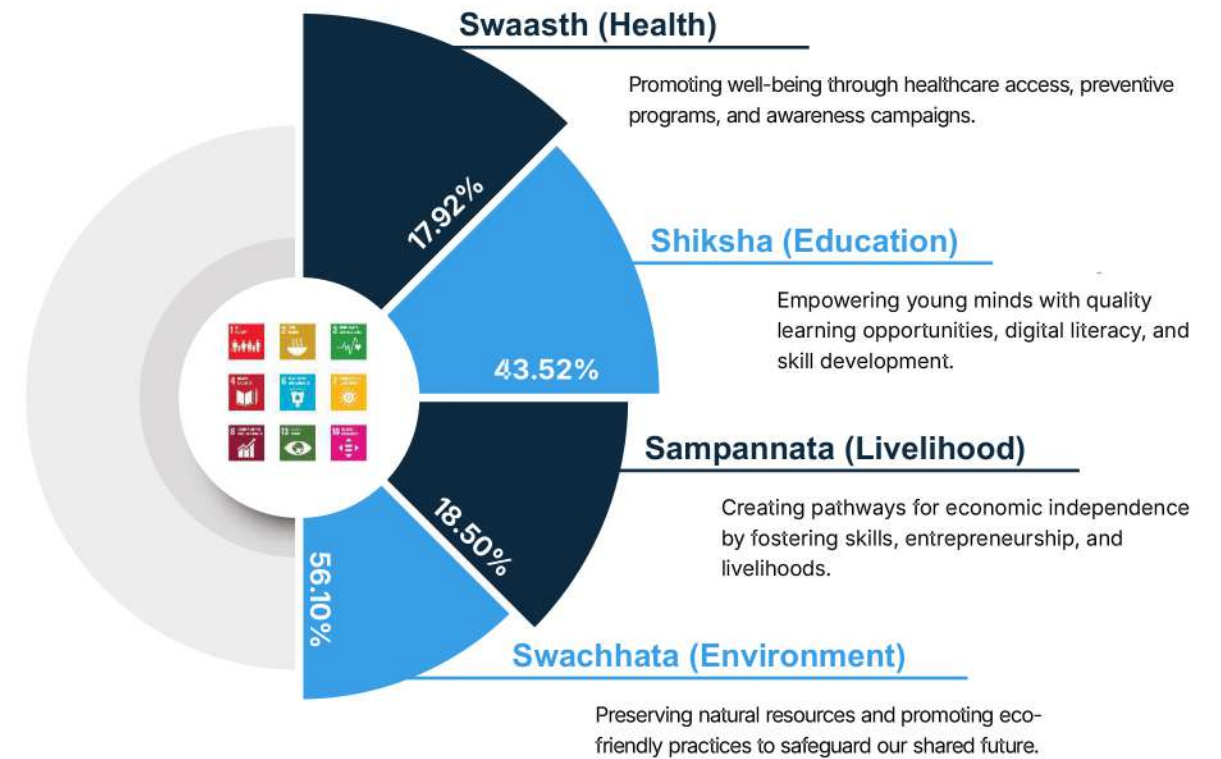 Swaasth (Health)
Promoting well-being through healthcare access, preventive
programs, and awareness campaigns.
17.92%
Shiksha (Education)
Empowering young minds with quality
learning opportunities, digital literacy, and
skill development.
43.52%
Sampannata (Livelihood)
Creating pathways for economic independence
by fostering skills, entrepreneurship, and
livelihoods.
18.50%
56.10%
Swachhata (Environment)
Preserving natural resources and promoting eco-
friendly practices to safeguard our shared future.